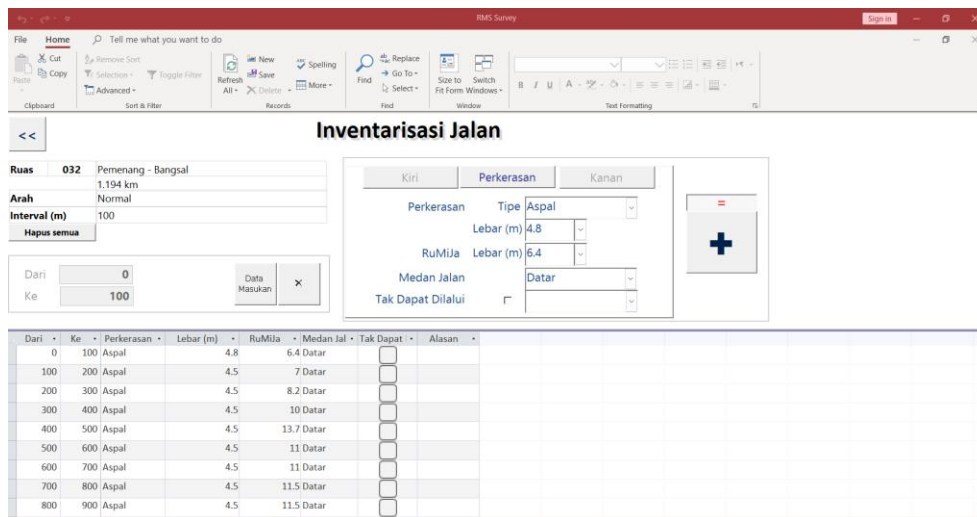 RMS Survey
Sign in
File Home Tell me what you want to do
Paste
Cut
Copy
Clipboard
Remove Sort
Selection
Advanced
Toggle Filter
Sort & Filter
Refresh All
New
Save
Delete
Spelling
More
Records
Find
Replace
Go To
Select
Find
Size to Fit Form
Switch Windows
Window
B I U A
Text Formatting
<<
Inventarisasi Jalan
Ruas 032 Pemenang - Bangsal
1.194 km
Arah Normal
Interval (m) 100
Hapus semua
Dari 0
Ke 100
Data Masukan
×
Kiri Perkerasan Kanan
Perkerasan Tipe Aspal
Lebar (m) 4.8
RuMiJa Lebar (m) 6.4
Medan Jalan Datar
Tak Dapat Dilalui
=
+
Dari Ke Perkerasan Lebar (m) RuMiJa Medan Jal Tak Dapat Alasan
0 100 Aspal 4.8 6.4 Datar
100 200 Aspal 4.5 7 Datar
200 300 Aspal 4.5 8.2 Datar
300 400 Aspal 4.5 10 Datar
400 500 Aspal 4.5 13.7 Datar
500 600 Aspal 4.5 11 Datar
600 700 Aspal 4.5 11 Datar
700 800 Aspal 4.5 11.5 Datar
800 900 Aspal 4.5 11.5 Datar